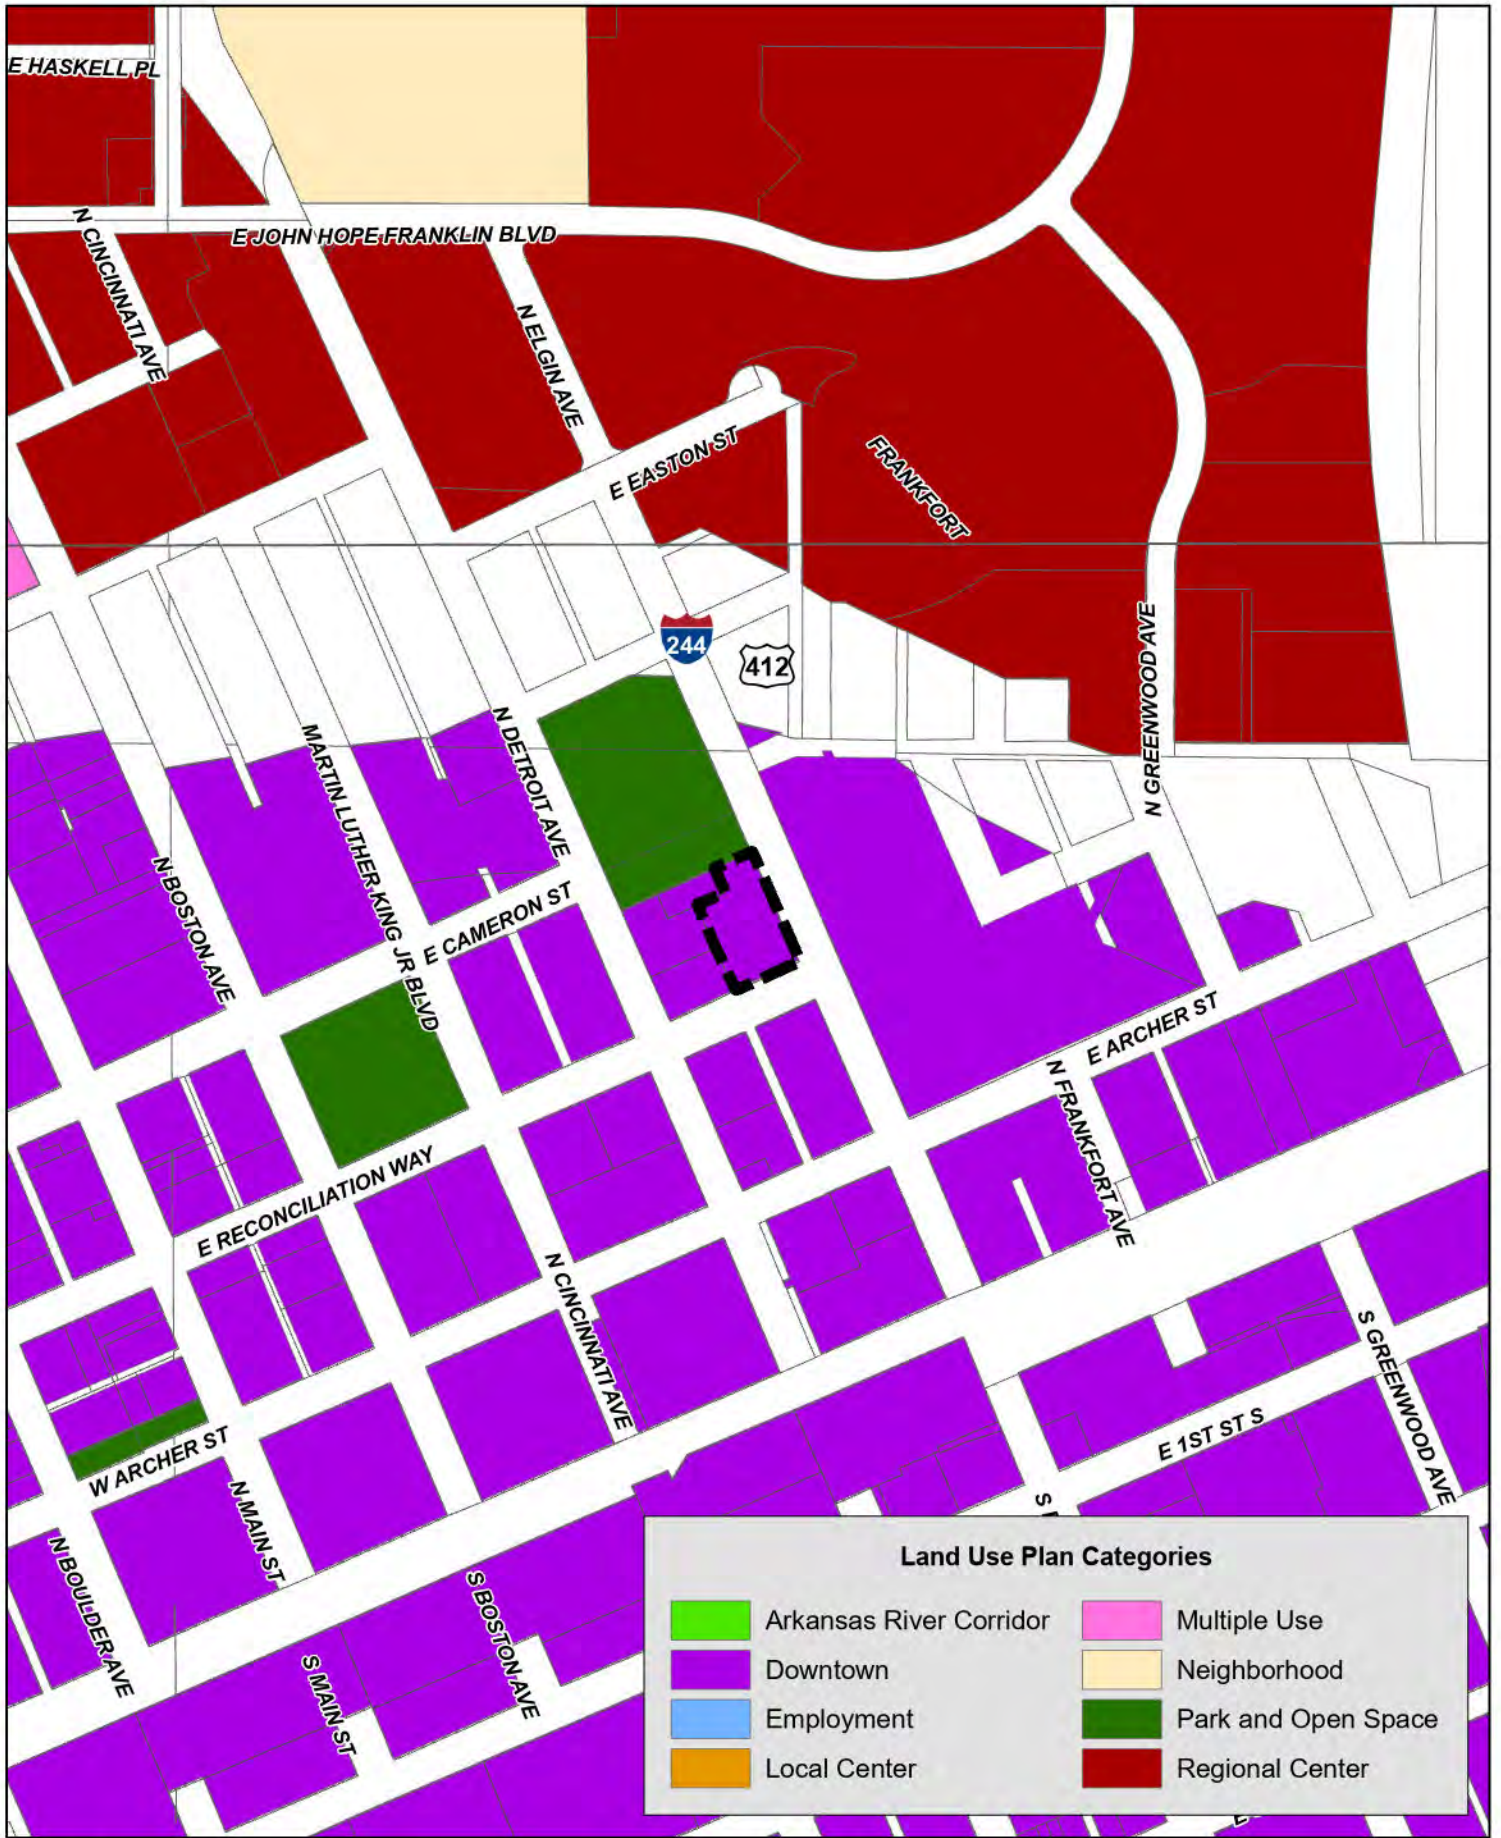 E HASKELL PL
N CINCINNATI AVE
E JOHN HOPE FRANKLIN BLVD
N ELGIN AVE
E EASTON ST
FRANKFORT
244
412
N GREENWOOD AVE
N DETROIT AVE
MARTIN LUTHER KING JR BLVD
N BOSTON AVE
E CAMERON ST
E ARCHER ST
N FRANKFORT AVE
E RECONCILIATION WAY
N CINCINNATI AVE
S GREENWOOD AVE
E 1ST ST S
W ARCHER ST
N MAIN ST
N BOULDER AVE
S BOSTON AVE
S MAIN ST
S
Land Use Plan Categories
Arkansas River Corridor
Downtown
Employment
Local Center
Multiple Use
Neighborhood
Park and Open Space
Regional Center